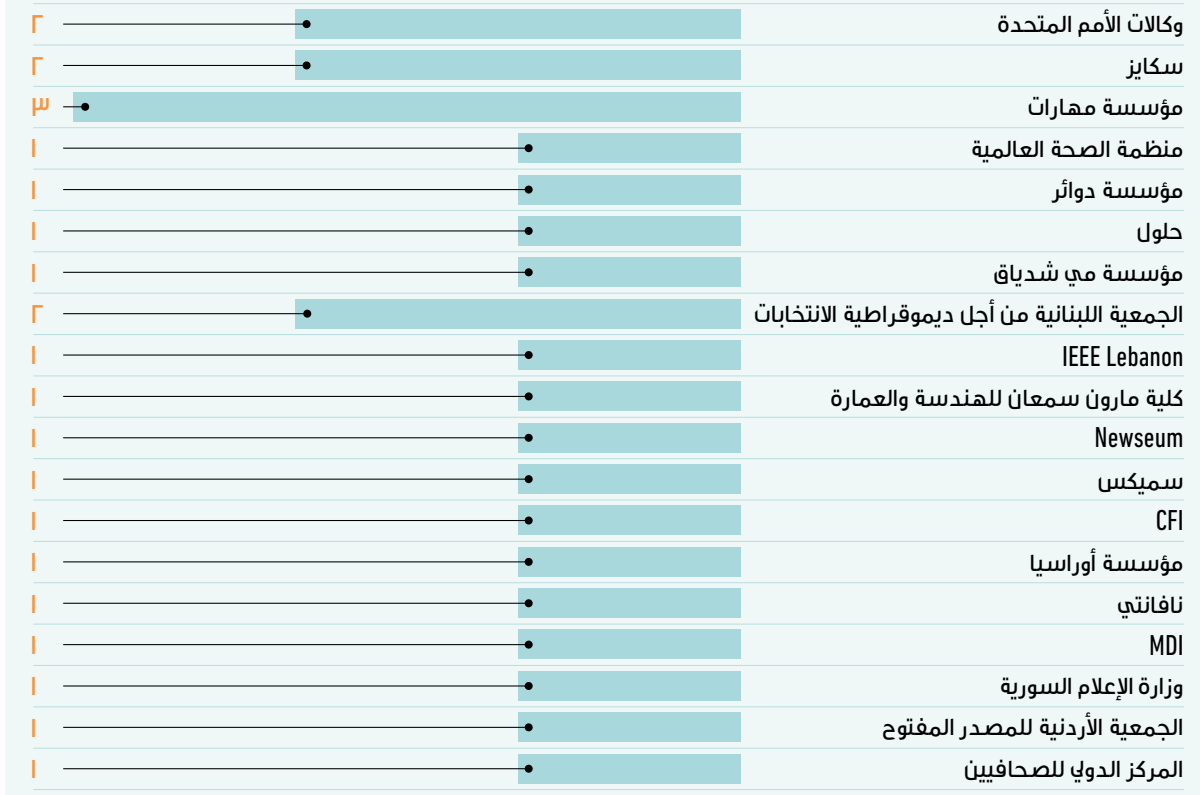 وكالات الأمم المتحدة ٢
سكايز ٢
مؤسسة مهارات ٣
منظمة الصحة العالمية ١
مؤسسة دوائر ١
حلول ١
مؤسسة مي شدياق ١
الجمعية اللبنانية من أجل ديموقراطية الانتخابات ٢
IEEE Lebanon ١
كلية مارون سمعان للهندسة والعمارة ١
Newseum ١
سميكس ١
CFI ١
مؤسسة أوراسيا ١
نافانتي ١
MDI ١
وزارة الإعلام السورية ١
الجمعية الأردنية للمصدر المفتوح ١
المركز الدولي للصحافيين ١